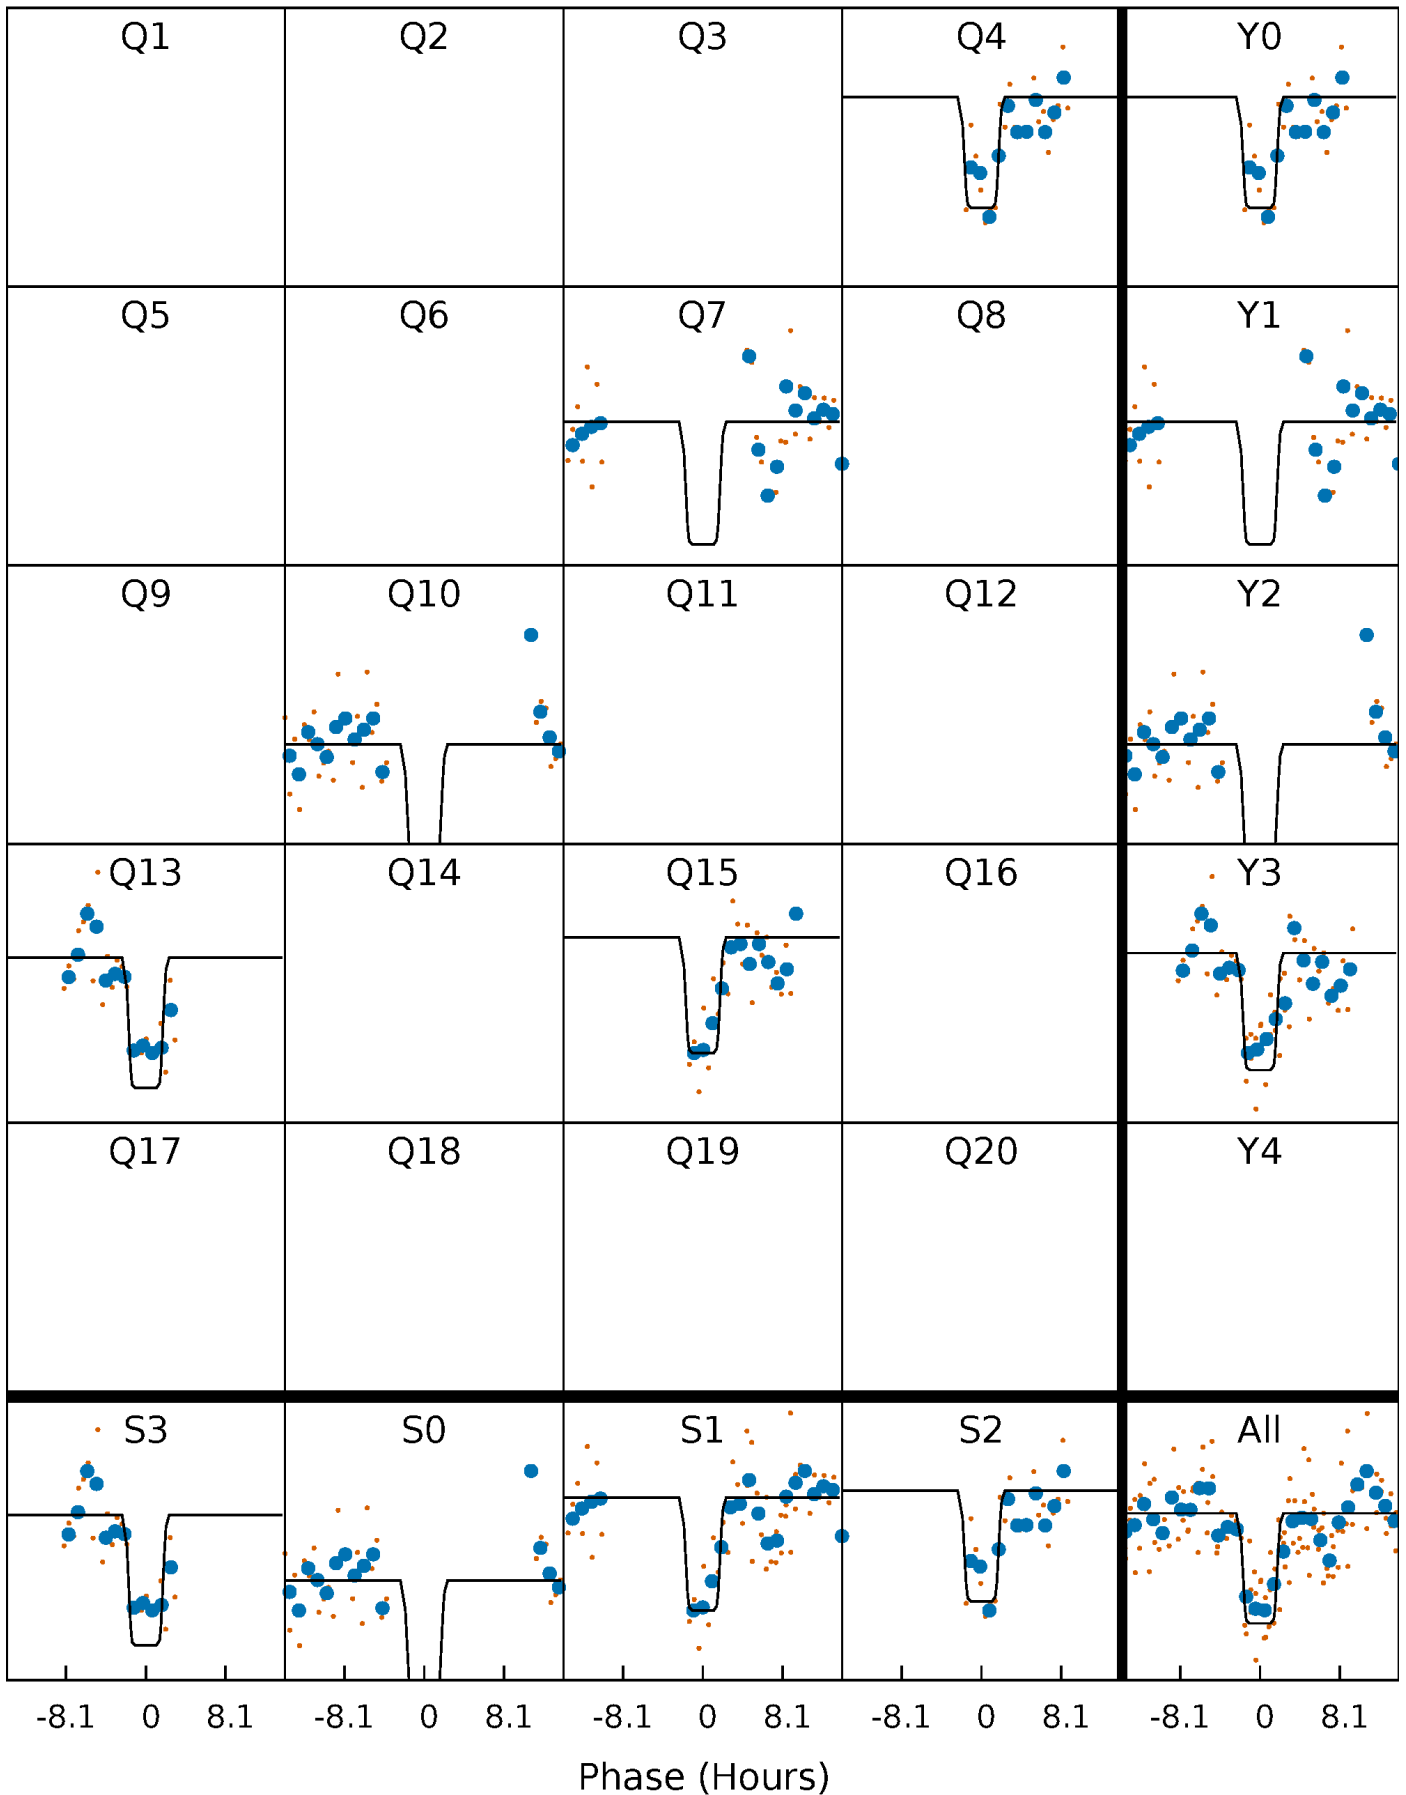 Q1 Q2 Q3 Q4 Y0
Q5 Q6 Q7 Q8 Y1
Q9 Q10 Q11 Q12 Y2
Q13 Q14 Q15 Q16 Y3
Q17 Q18 Q19 Q20 Y4
S3 S0 S1 S2 All
-8.1 0 8.1 -8.1 0 8.1 -8.1 0 8.1 -8.1 0 8.1 -8.1 0 8.1
Phase (Hours)